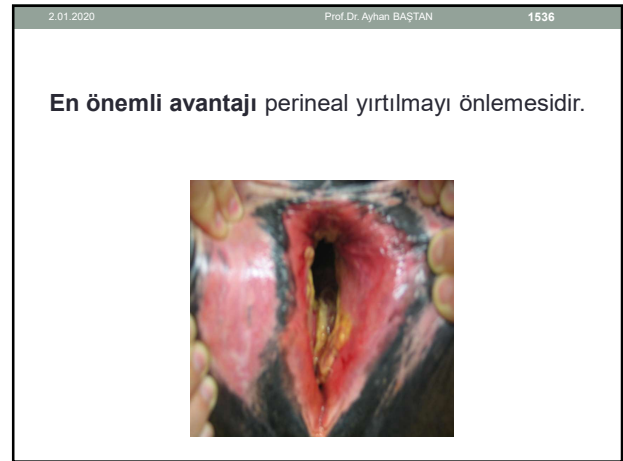 2.01.2020 Prof.Dr. Ayhan BAŞTAN 1536
En önemli avantajı perineal yırtılmayı önlemesidir.